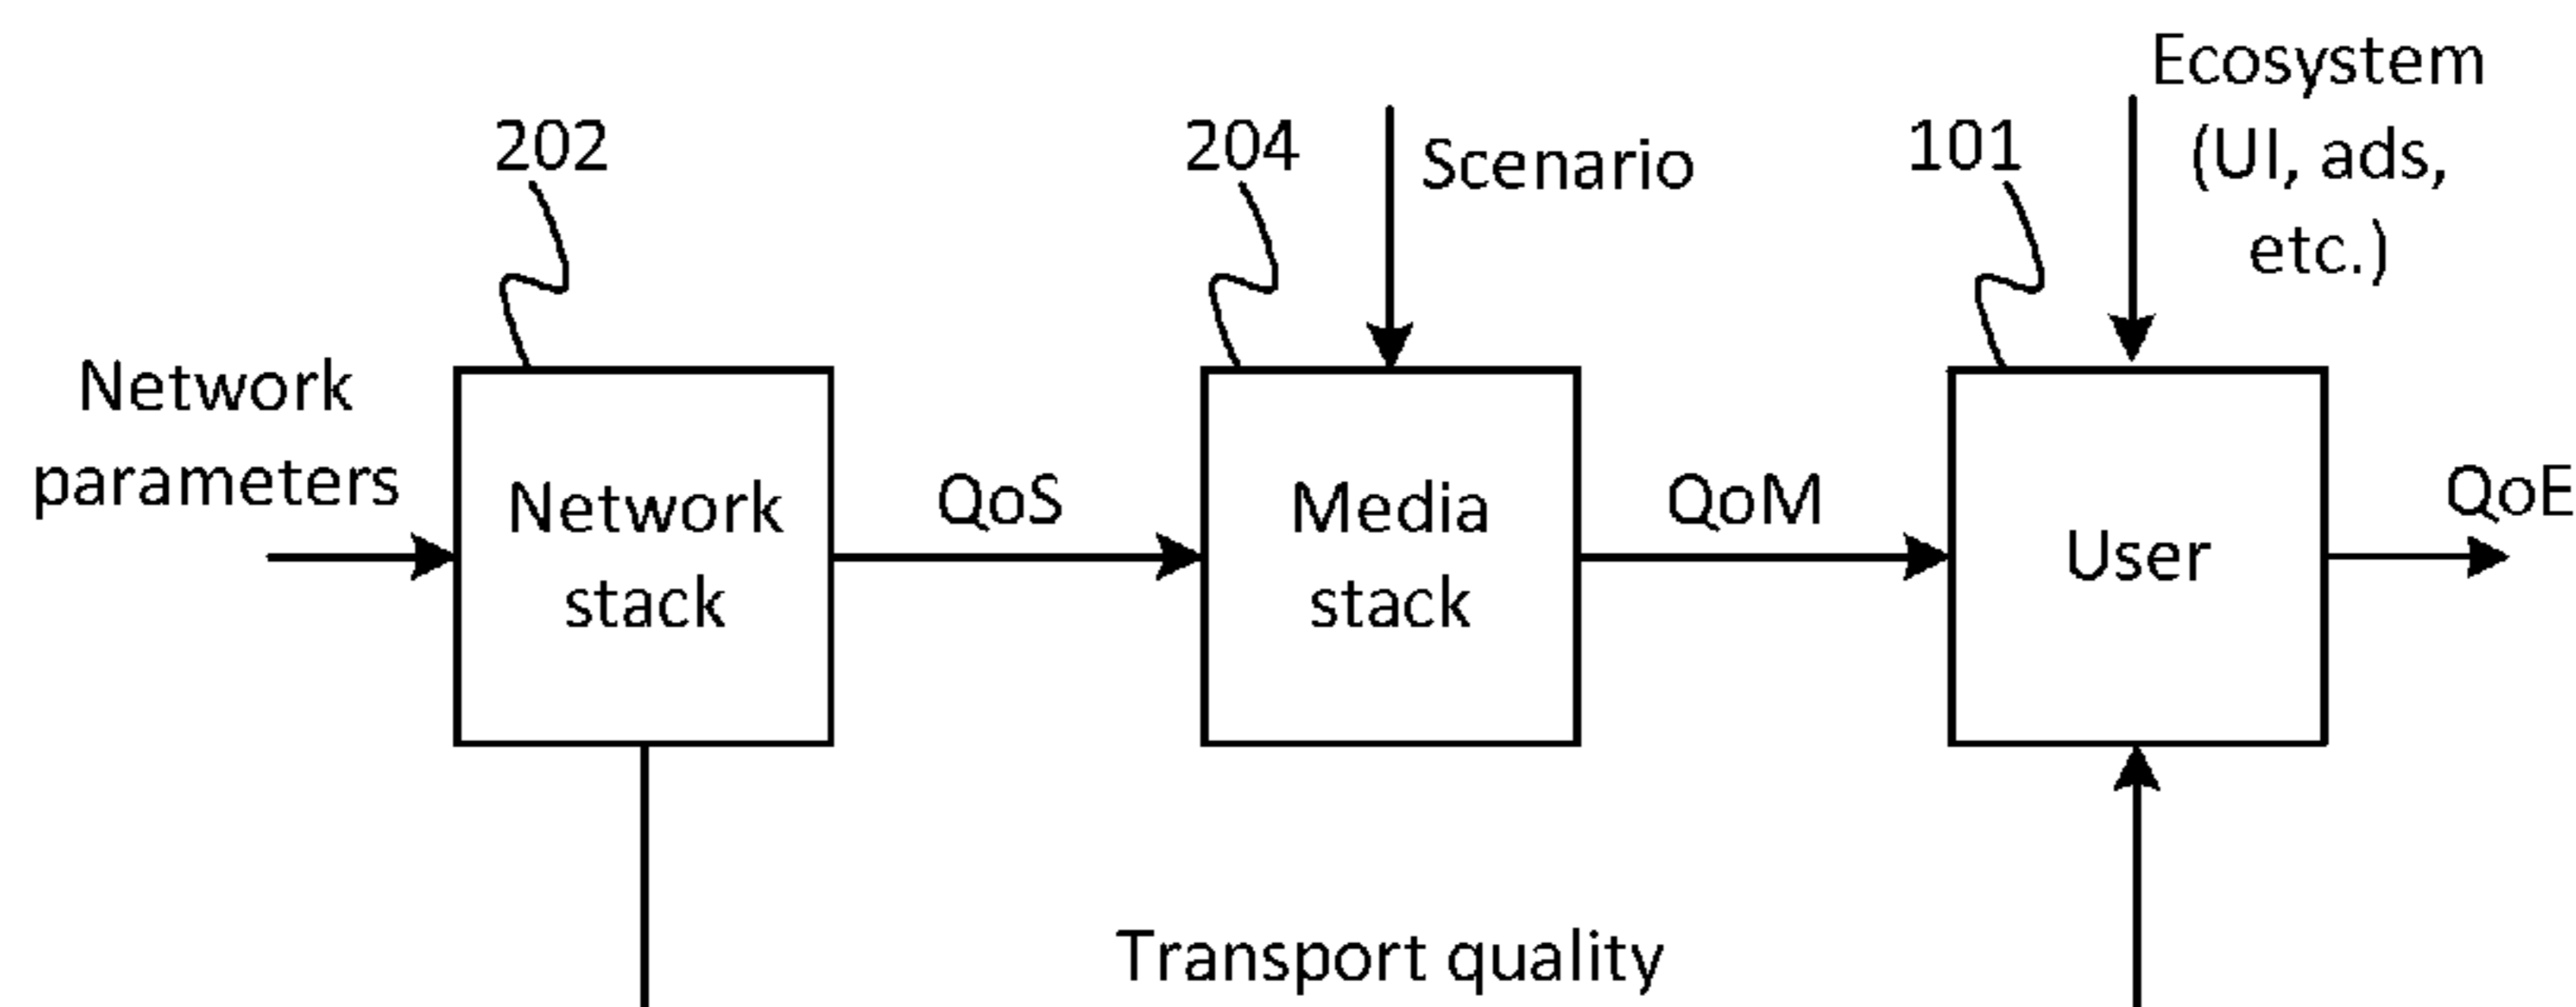 Ecosystem
(UI, ads,
etc.)
202
204
Scenario
101
Network
parameters
Network
stack
QoS
Media
stack
QoM
User
QoE
Transport quality